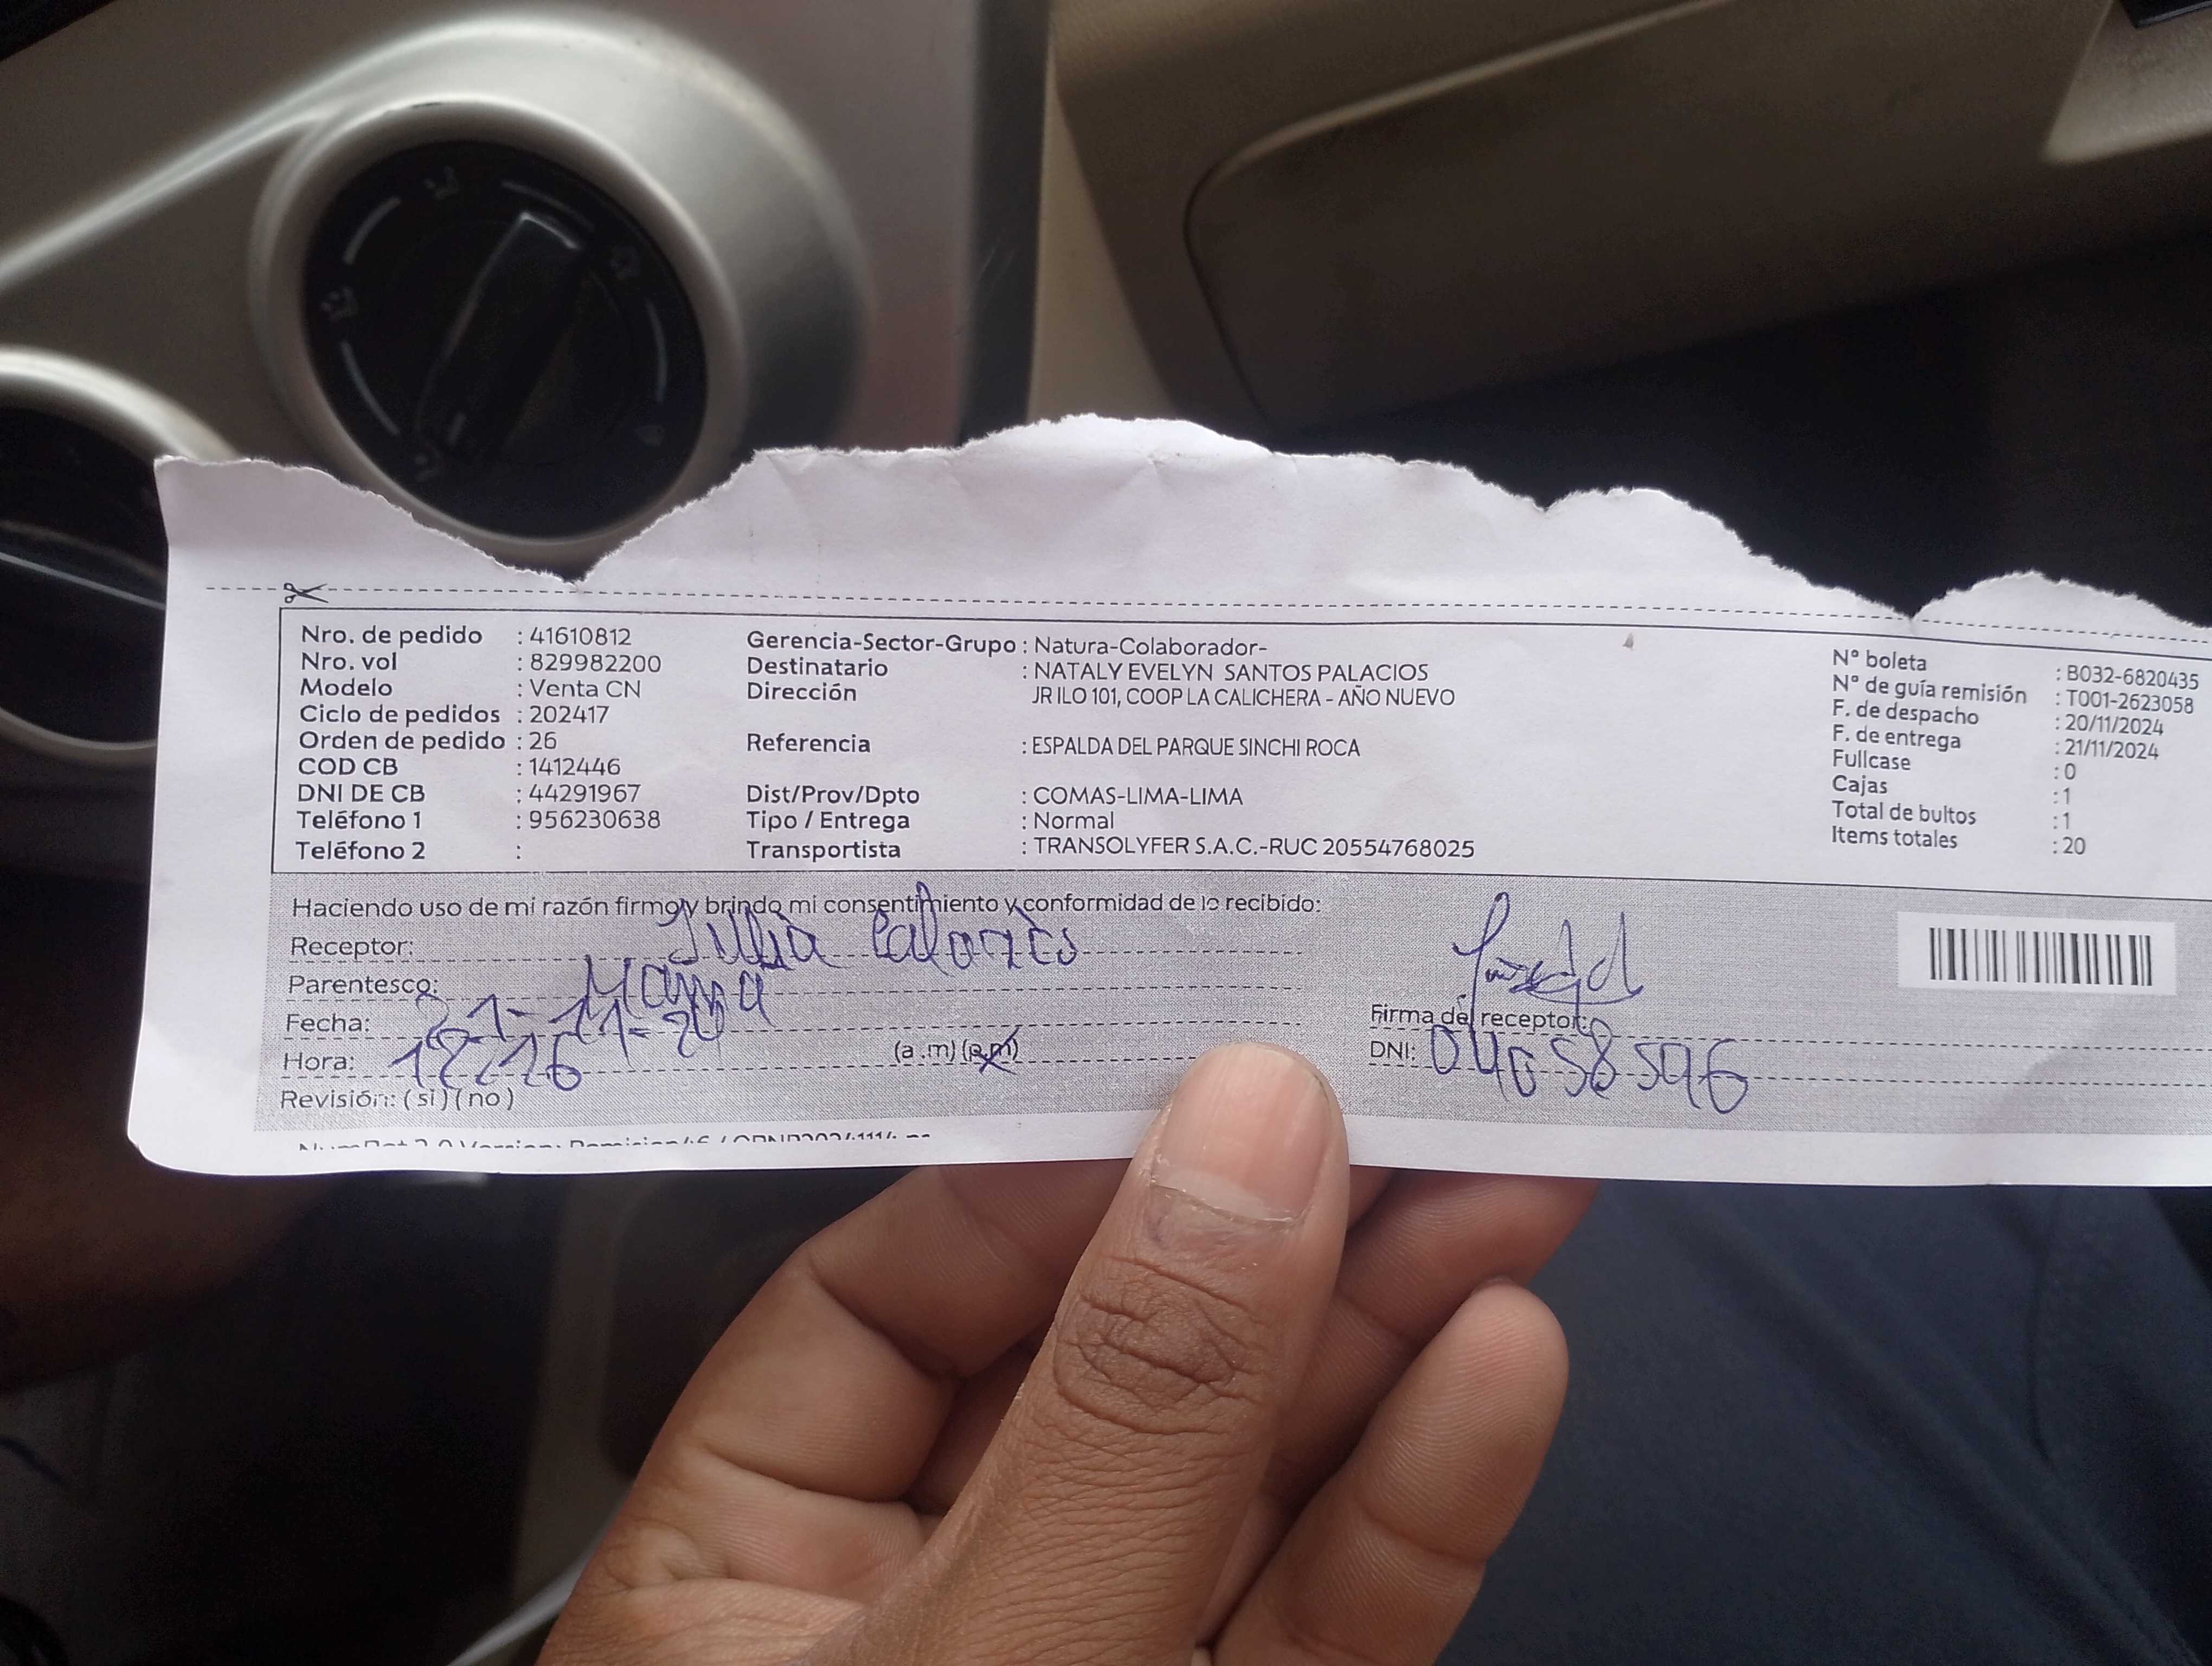 Nro. de pedido : 41610812
Nro. vol : 829982200
Modelo : Venta CN
Ciclo de pedidos : 202417
Orden de pedido : 26
COD CB : 1412446
DNI DE CB : 44291967
Teléfono 1 : 956230638
Teléfono 2 :
Gerencia-Sector-Grupo : Natura-Colaborador-
Destinatario : NATALY EVELYN SANTOS PALACIOS
Dirección JR ILO 101, COOP LA CALICHERA - AÑO NUEVO
Referencia : ESPALDA DEL PARQUE SINCHI ROCA
Dist/Prov/Dpto : COMAS-LIMA-LIMA
Tipo / Entrega : Normal
Transportista : TRANSOLYFER S.A.C.-RUC 20554768025
N° boleta : B032-6820435
N° de guía remisión : T001-2623058
F. de despacho : 20/11/2024
F. de entrega : 21/11/2024
Fullcase : 0
Cajas : 1
Total de bultos : 1
Items totales : 20
Haciendo uso de mi razón firmo y brindo mi consentimiento y conformidad de lo recibido:
Receptor:
Parentesco: Mama
Fecha: 21-11-20
Hora: 12:26 (a.m) (p.m)
Revisión: (si) (no)
Firma de receptor:
DNI: 04058596